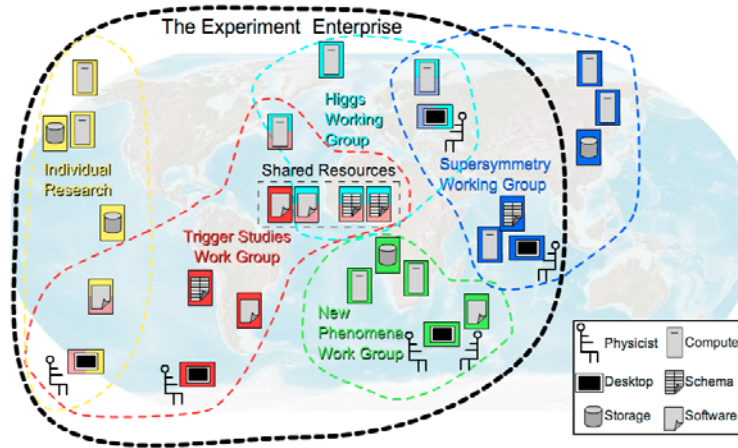 The Experiment Enterprise
Higgs
Working
Group
Individual
Research
Shared Resources
Supersymmetry
Working Group
Trigger Studies
Work Group
New
Phenomena
Work Group
Physicist
Compute
Desktop
Schema
Storage
Software